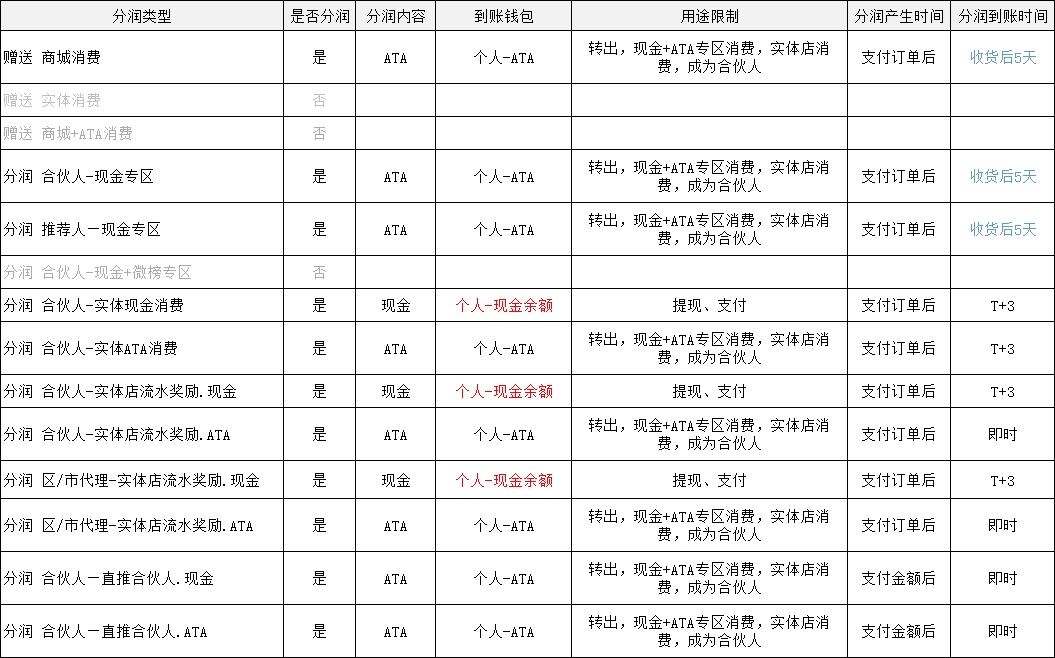 分润类型 是否分润 分润内容 到账钱包 用途限制 分润产生时间 分润到账时间
赠送 商城消费 是 ATA 个人-ATA 转出，现金+ATA专区消费，实体店消 支付订单后 收货后5天
费，成为合伙人
赠送 实体消费 否
赠送 商城+ATA消费 否
分润 合伙人-现金专区 是 ATA 个人-ATA 转出，现金+ATA专区消费，实体店消 支付订单后 收货后5天
费，成为合伙人
分润 推荐人－现金专区 是 ATA 个人-ATA 转出，现金+ATA专区消费，实体店消 支付订单后 收货后5天
费，成为合伙人
分润 合伙人-现金+微榜专区 否
分润 合伙人-实体现金消费 是 现金 个人-现金余额 提现、支付 支付订单后 T+3
分润 合伙人-实体ATA消费 是 ATA 个人-ATA 转出，现金+ATA专区消费，实体店消 支付订单后 T+3
费，成为合伙人
分润 合伙人-实体店流水奖励.现金 是 现金 个人-现金余额 提现、支付 支付订单后 T+3
分润 合伙人-实体店流水奖励.ATA 是 ATA 个人-ATA 转出，现金+ATA专区消费，实体店消 支付订单后 即时
费，成为合伙人
分润 区/市代理-实体店流水奖励.现金 是 现金 个人-现金余额 提现、支付 支付订单后 T+3
分润 区/市代理-实体店流水奖励.ATA 是 ATA 个人-ATA 转出，现金+ATA专区消费，实体店消 支付订单后 即时
费，成为合伙人
分润 合伙人－直推合伙人.现金 是 ATA 个人-ATA 转出，现金+ATA专区消费，实体店消 支付金额后 即时
费，成为合伙人
分润 合伙人－直推合伙人.ATA 是 ATA 个人-ATA 转出，现金+ATA专区消费，实体店消 支付金额后 即时
费，成为合伙人